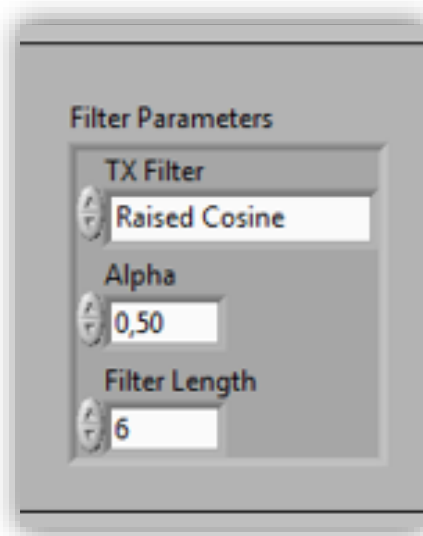 Filter Parameters
TX Filter
Raised Cosine
Alpha
0,50
Filter Length
6